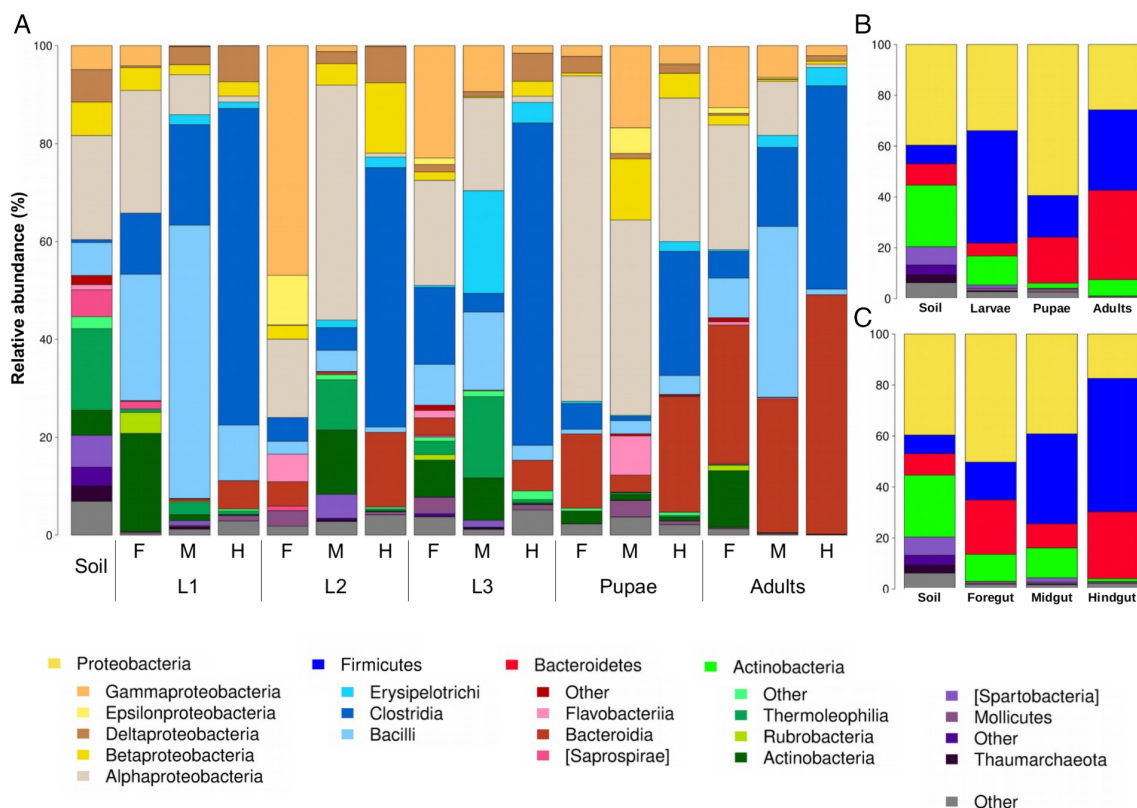 A
Relative abundance (%)
100
80
60
40
20
0
Soil
F M H F M H F M H F M H F M H
L1 L2 L3 Pupae Adults
B
100
80
60
40
20
0
Soil Larvae Pupae Adults
C
100
80
60
40
20
0
Soil Foregut Midgut Hindgut
Proteobacteria
Gammaproteobacteria
Epsilonproteobacteria
Deltaproteobacteria
Betaproteobacteria
Alphaproteobacteria
Firmicutes
Erysipelotrichi
Clostridia
Bacilli
Bacteroidetes
Other
Flavobacteriia
Bacteroidia
[Saprospirae]
Actinobacteria
Other
Thermoleophilia
Rubrobacteria
Actinobacteria
[Spartobacteria]
Mollicutes
Other
Thaumarchaeota
Other